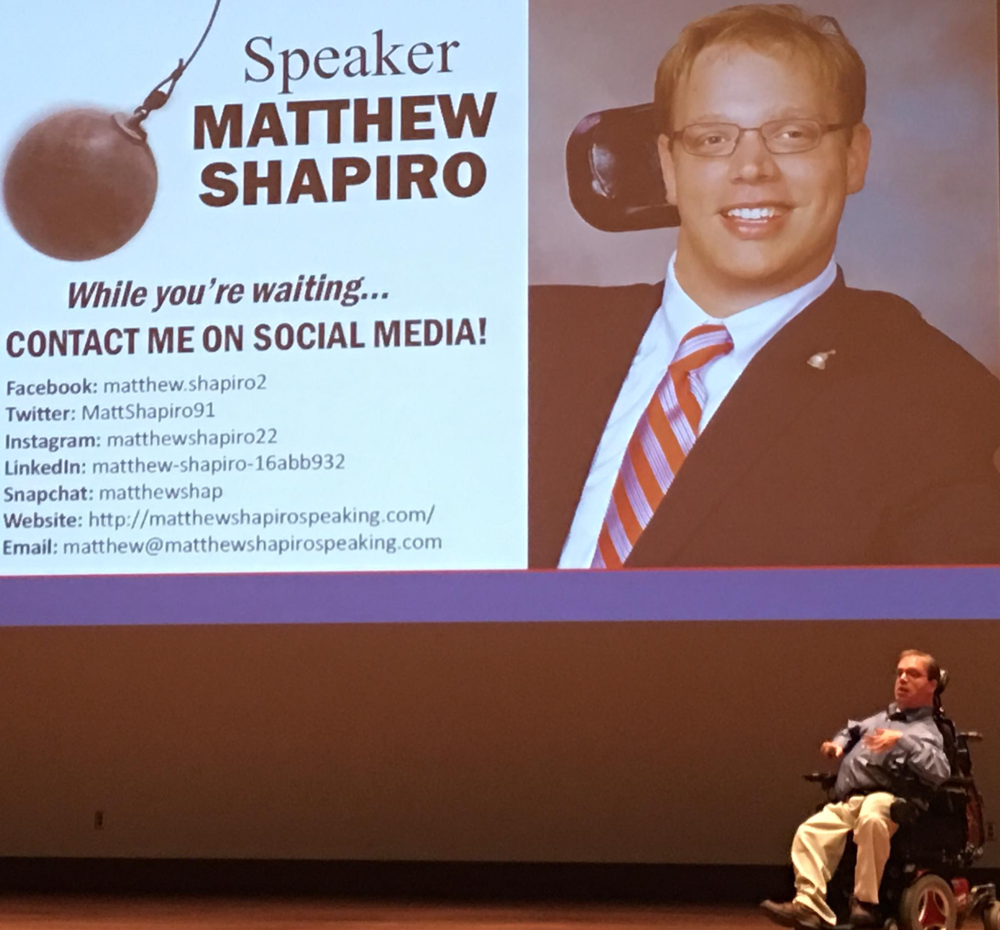 Speaker
MATTHEW
SHAPIRO
While you're waiting...
CONTACT ME ON SOCIAL MEDIA!
Facebook: matthew.shapiro2
Twitter: MattShapiro91
Instagram: matthewshapiro22
LinkedIn: matthew-shapiro-16abb932
Snapchat: matthewshap
Website: http://matthewshapirospeaking.com/
Email: matthew@matthewshapirospeaking.com